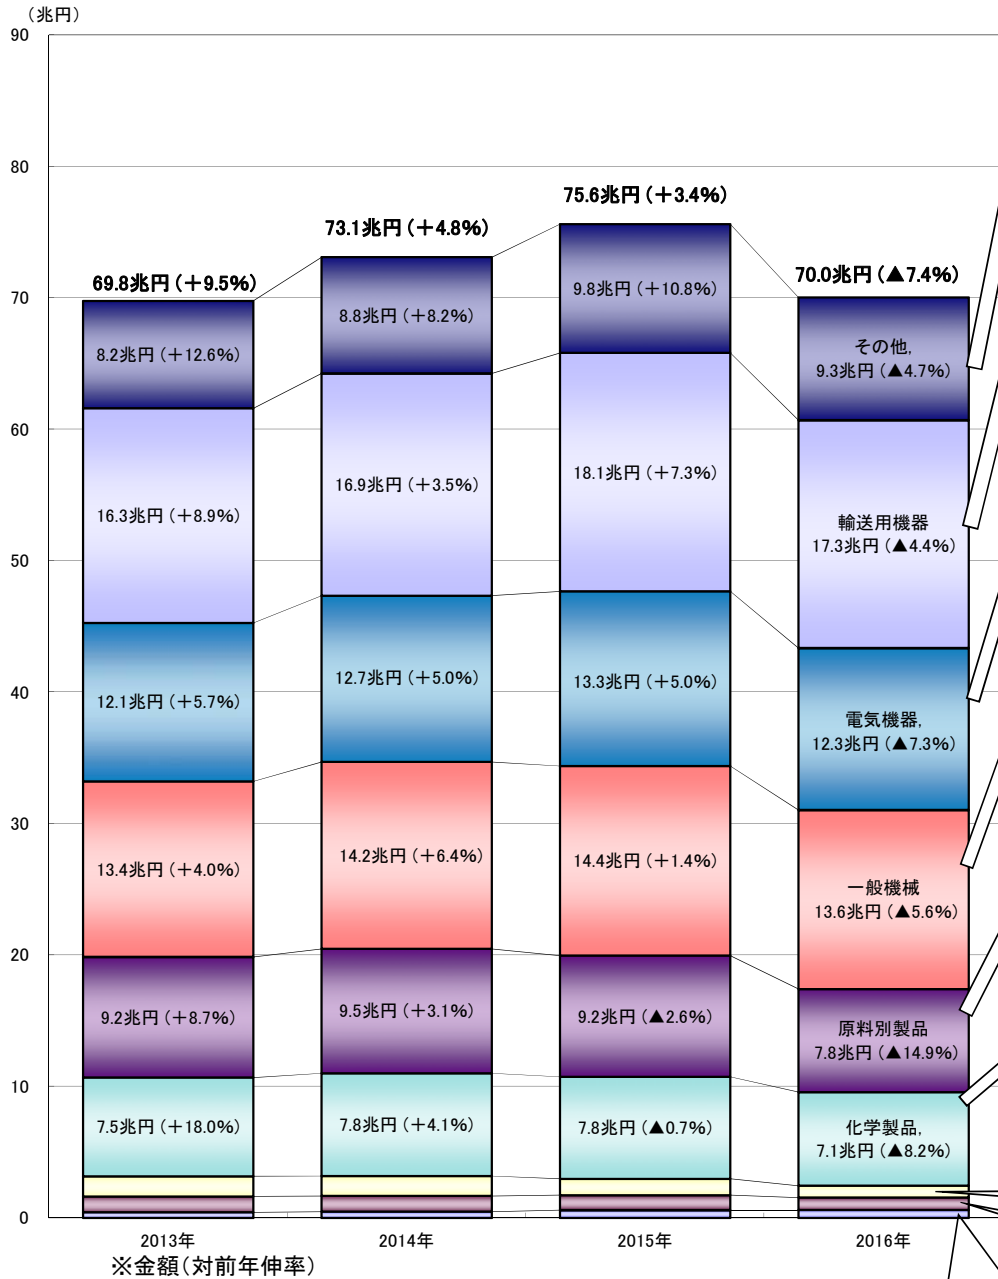 （兆円）
90
80
70
60
50
40
30
20
10
0
69.8兆円（＋9.5%）
8.2兆円（＋12.6%）
16.3兆円（＋8.9%）
12.1兆円（＋5.7%）
13.4兆円（＋4.0%）
9.2兆円（＋8.7%）
7.5兆円（＋18.0%）
2013年
73.1兆円（＋4.8%）
8.8兆円（＋8.2%）
16.9兆円（＋3.5%）
12.7兆円（＋5.0%）
14.2兆円（＋6.4%）
9.5兆円（＋3.1%）
7.8兆円（＋4.1%）
2014年
75.6兆円（＋3.4%）
9.8兆円（＋10.8%）
18.1兆円（＋7.3%）
13.3兆円（＋5.0%）
14.4兆円（＋1.4%）
9.2兆円（▲2.6%）
7.8兆円（▲0.7%）
2015年
70.0兆円（▲7.4%）
その他,
9.3兆円（▲4.7%）
輸送用機器
17.3兆円（▲4.4%）
電気機器,
12.3兆円（▲7.3%）
一般機械
13.6兆円（▲5.6%）
原料別製品
7.8兆円（▲14.9%）
化学製品,
7.1兆円（▲8.2%）
2016年
※金額（対前年伸率）